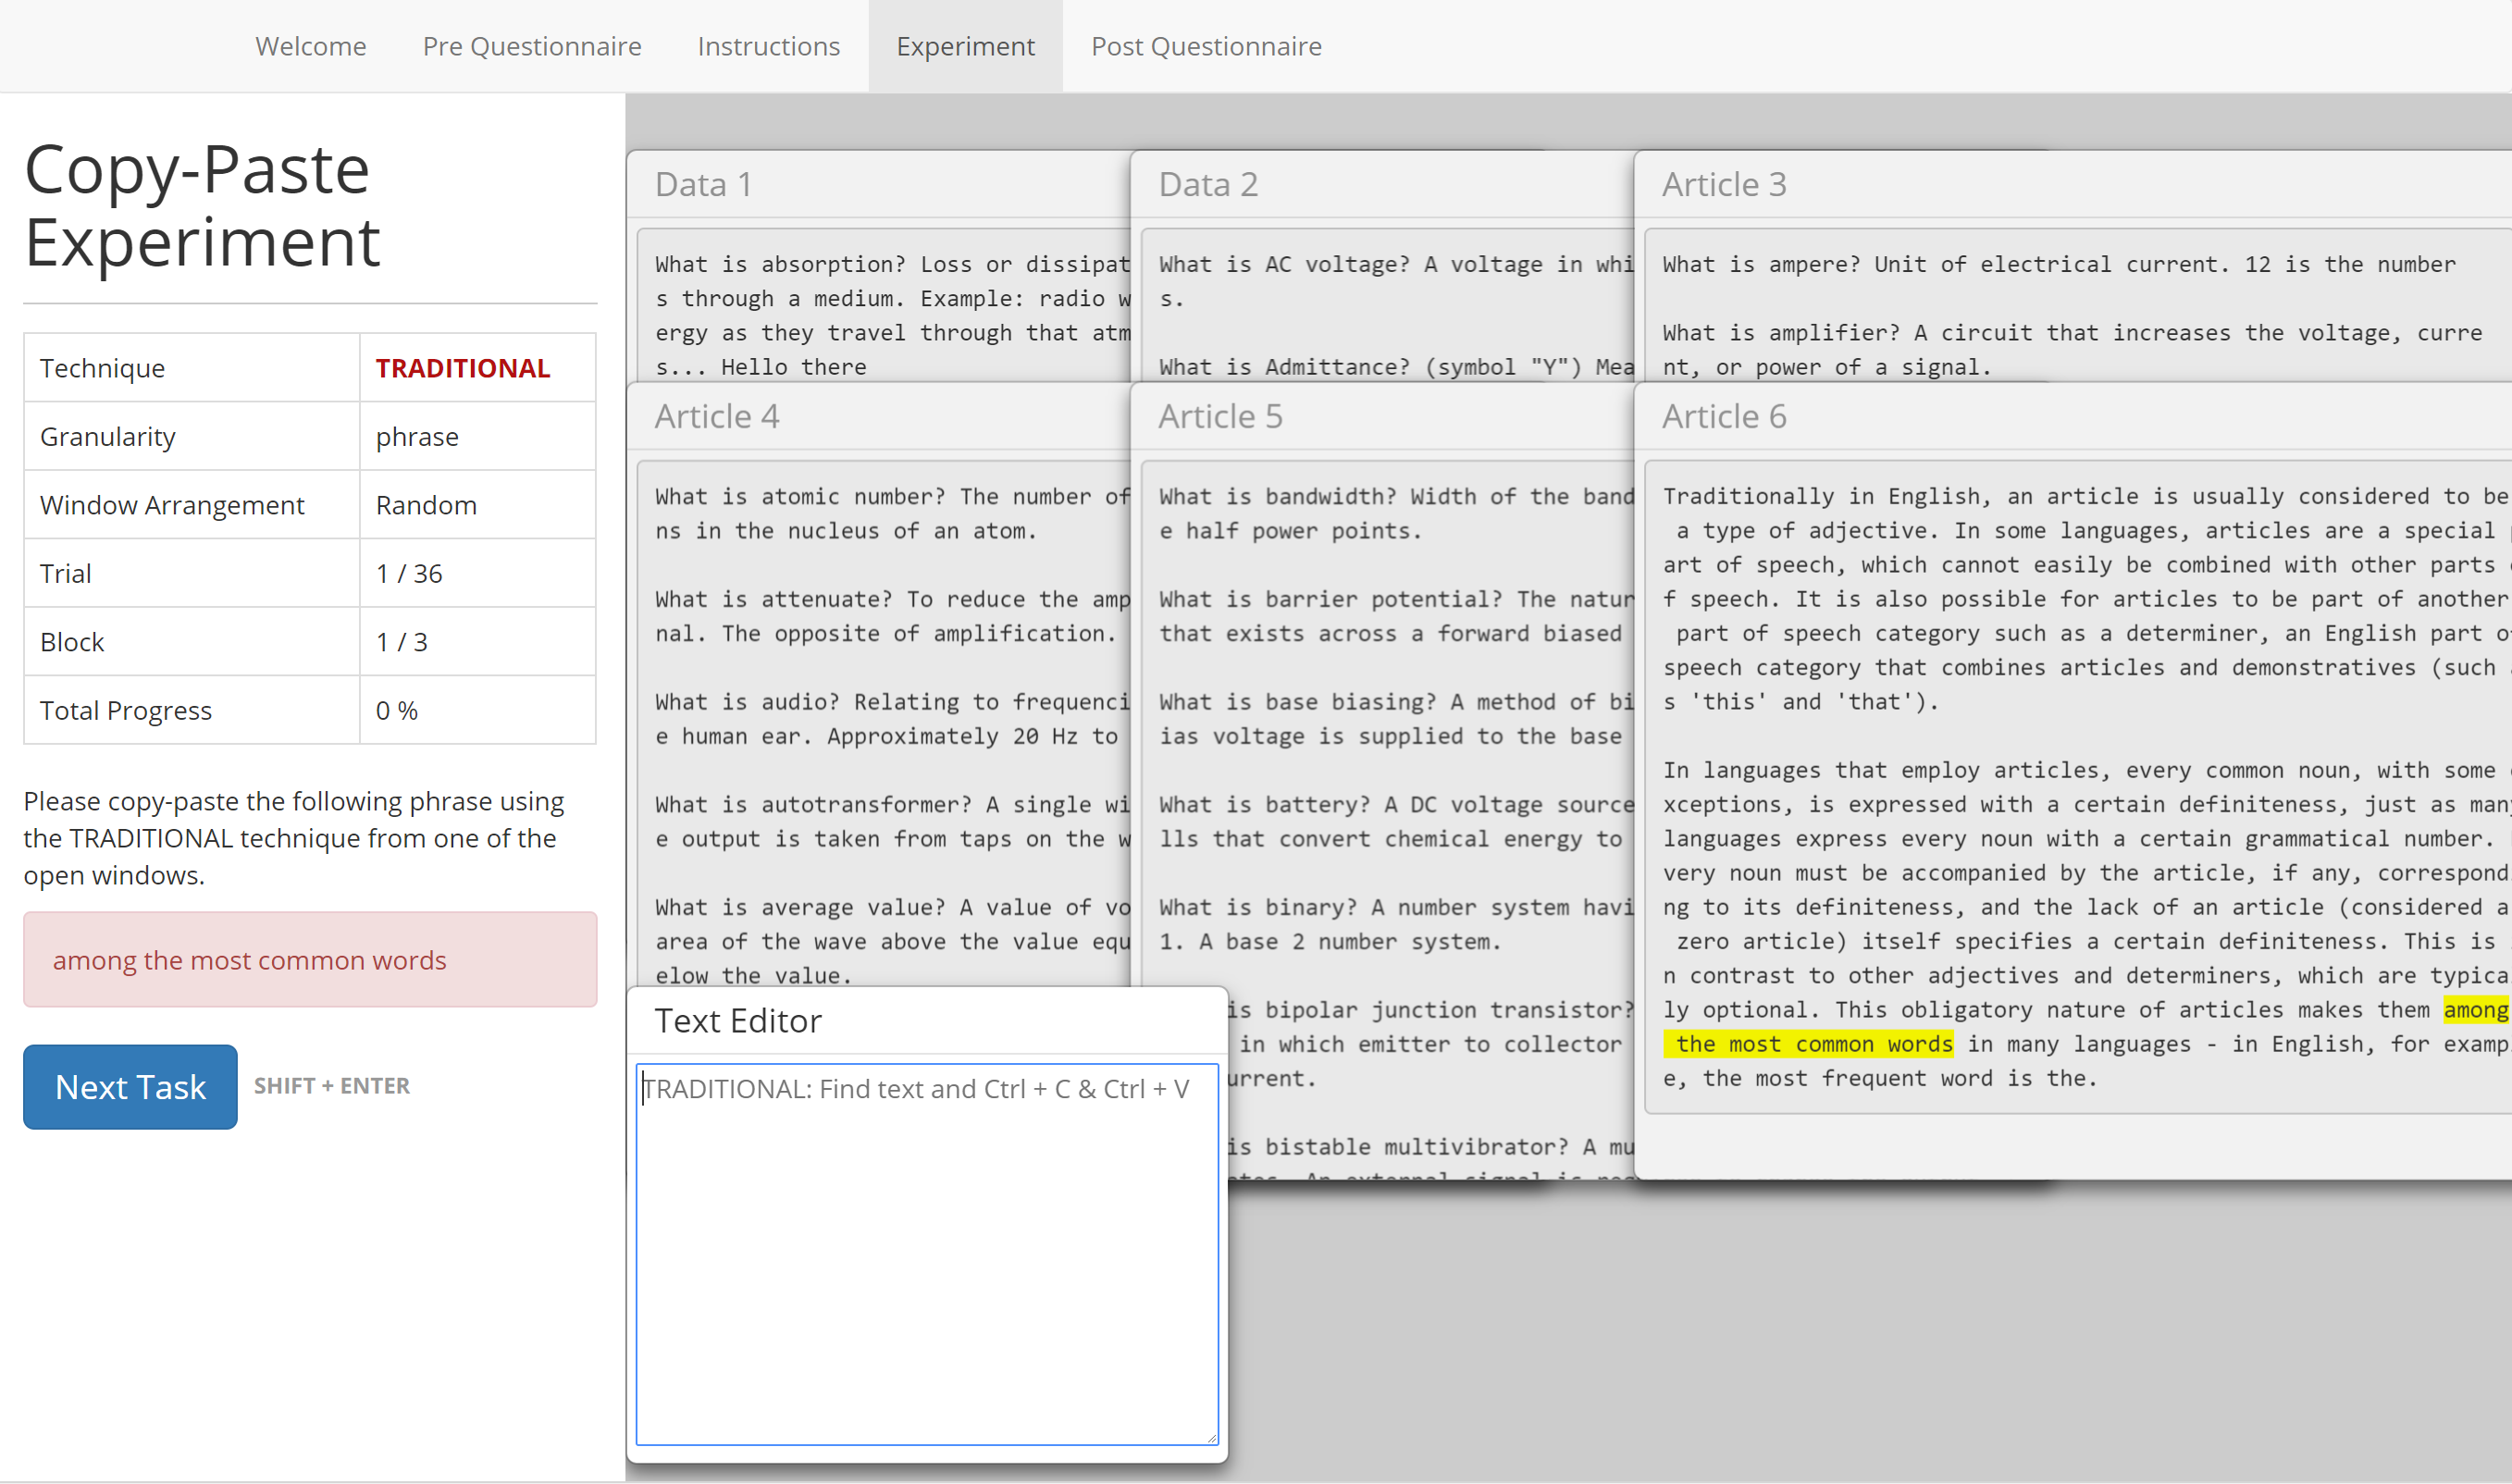 Welcome
Pre Questionnaire
Instructions
Experiment
Post Questionnaire
Copy-Paste
Experiment
Technique TRADITIONAL
Granularity phrase
Window Arrangement Random
Trial 1 / 36
Block 1 / 3
Total Progress 0 %
Please copy-paste the following phrase using
the TRADITIONAL technique from one of the
open windows.
among the most common words
Next Task SHIFT + ENTER
Data 1
What is absorption? Loss or dissipat
s through a medium. Example: radio w
ergy as they travel through that atm
s... Hello there
Data 2
What is AC voltage? A voltage in whi
s.
What is Admittance? (symbol "Y") Mea
Article 3
What is ampere? Unit of electrical current. 12 is the number
What is amplifier? A circuit that increases the voltage, curre
nt, or power of a signal.
Article 4
What is atomic number? The number of
ns in the nucleus of an atom.
What is attenuate? To reduce the amp
nal. The opposite of amplification.
What is audio? Relating to frequenci
e human ear. Approximately 20 Hz to
What is autotransformer? A single wi
e output is taken from taps on the w
What is average value? A value of vo
area of the wave above the value equ
elow the value.
Article 5
What is bandwidth? Width of the band
e half power points.
What is barrier potential? The natur
that exists across a forward biased
What is base biasing? A method of bi
ias voltage is supplied to the base
What is battery? A DC voltage source
lls that convert chemical energy to
What is binary? A number system havi
1. A base 2 number system.
is bipolar junction transistor?
in which emitter to collector
urrent.
is bistable multivibrator? A mu
Article 6
Traditionally in English, an article is usually considered to be
a type of adjective. In some languages, articles are a special p
art of speech, which cannot easily be combined with other parts
f speech. It is also possible for articles to be part of another
part of speech category such as a determiner, an English part o
speech category that combines articles and demonstratives (such
s 'this' and 'that').
In languages that employ articles, every common noun, with some
xceptions, is expressed with a certain definiteness, just as many
languages express every noun with a certain grammatical number.
very noun must be accompanied by the article, if any, correspond
ng to its definiteness, and the lack of an article (considered a
zero article) itself specifies a certain definiteness. This is
n contrast to other adjectives and determiners, which are typica
ly optional. This obligatory nature of articles makes them among
the most common words in many languages - in English, for examp
e, the most frequent word is the.
Text Editor
TRADITIONAL: Find text and Ctrl + C & Ctrl + V